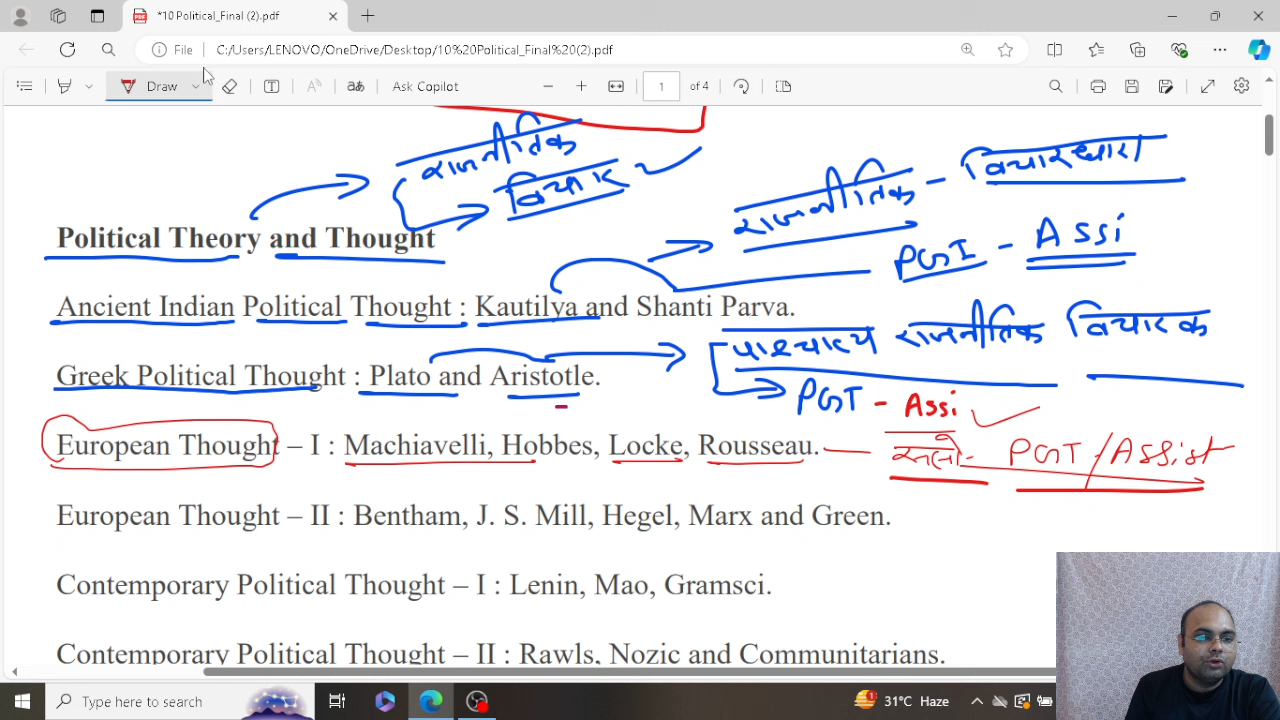 *10 Political_Final (2).pdf
File C:/Users/LENOVO/OneDrive/Desktop/10%20Political_Final%20(2).pdf
Draw Ask Copilot 1 of 4
राजनीतिक
विचार
राजनीतिक - विचारधारा
Political Theory and Thought
PGT - Assi
Ancient Indian Political Thought : Kautilya and Shanti Parva.
पाश्चात्य राजनीतिक विचारक
Greek Political Thought : Plato and Aristotle.
PGT - Assi
European Thought – I : Machiavelli, Hobbes, Locke, Rousseau.
PGT / Assist
European Thought – II : Bentham, J. S. Mill, Hegel, Marx and Green.
Contemporary Political Thought – I : Lenin, Mao, Gramsci.
Contemporary Political Thought – II : Rawls, Nozic and Communitarians.
Type here to search
31°C Haze